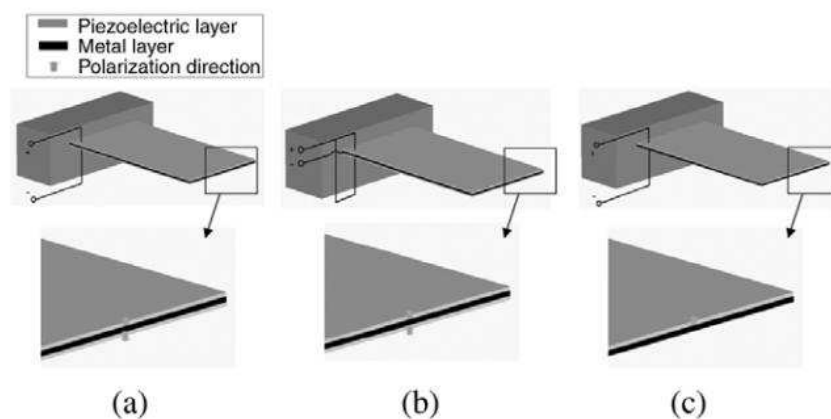 Piezoelectric layer
Metal layer
Polarization direction
(a)
(b)
(c)